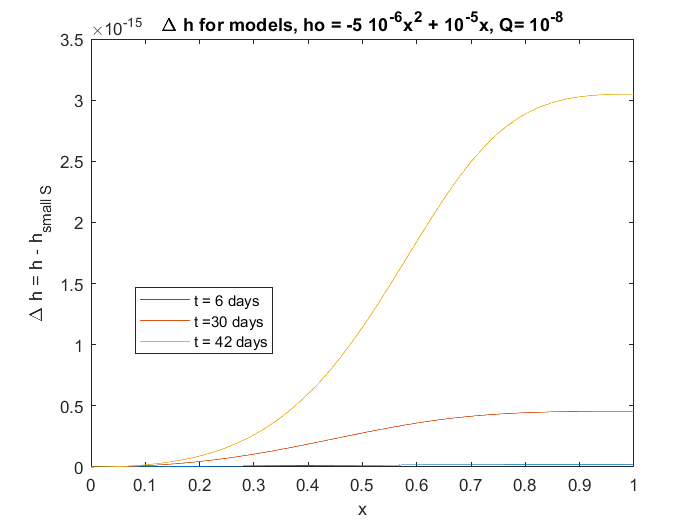 Δ h for models, ho = -5 10^-6x^2 + 10^-5x, Q= 10^-8
×10^-15
3.5
3
2.5
2
1.5
1
0.5
0
Δ h = h - h_small S
t = 6 days
t =30 days
t = 42 days
0 0.1 0.2 0.3 0.4 0.5 0.6 0.7 0.8 0.9 1
x